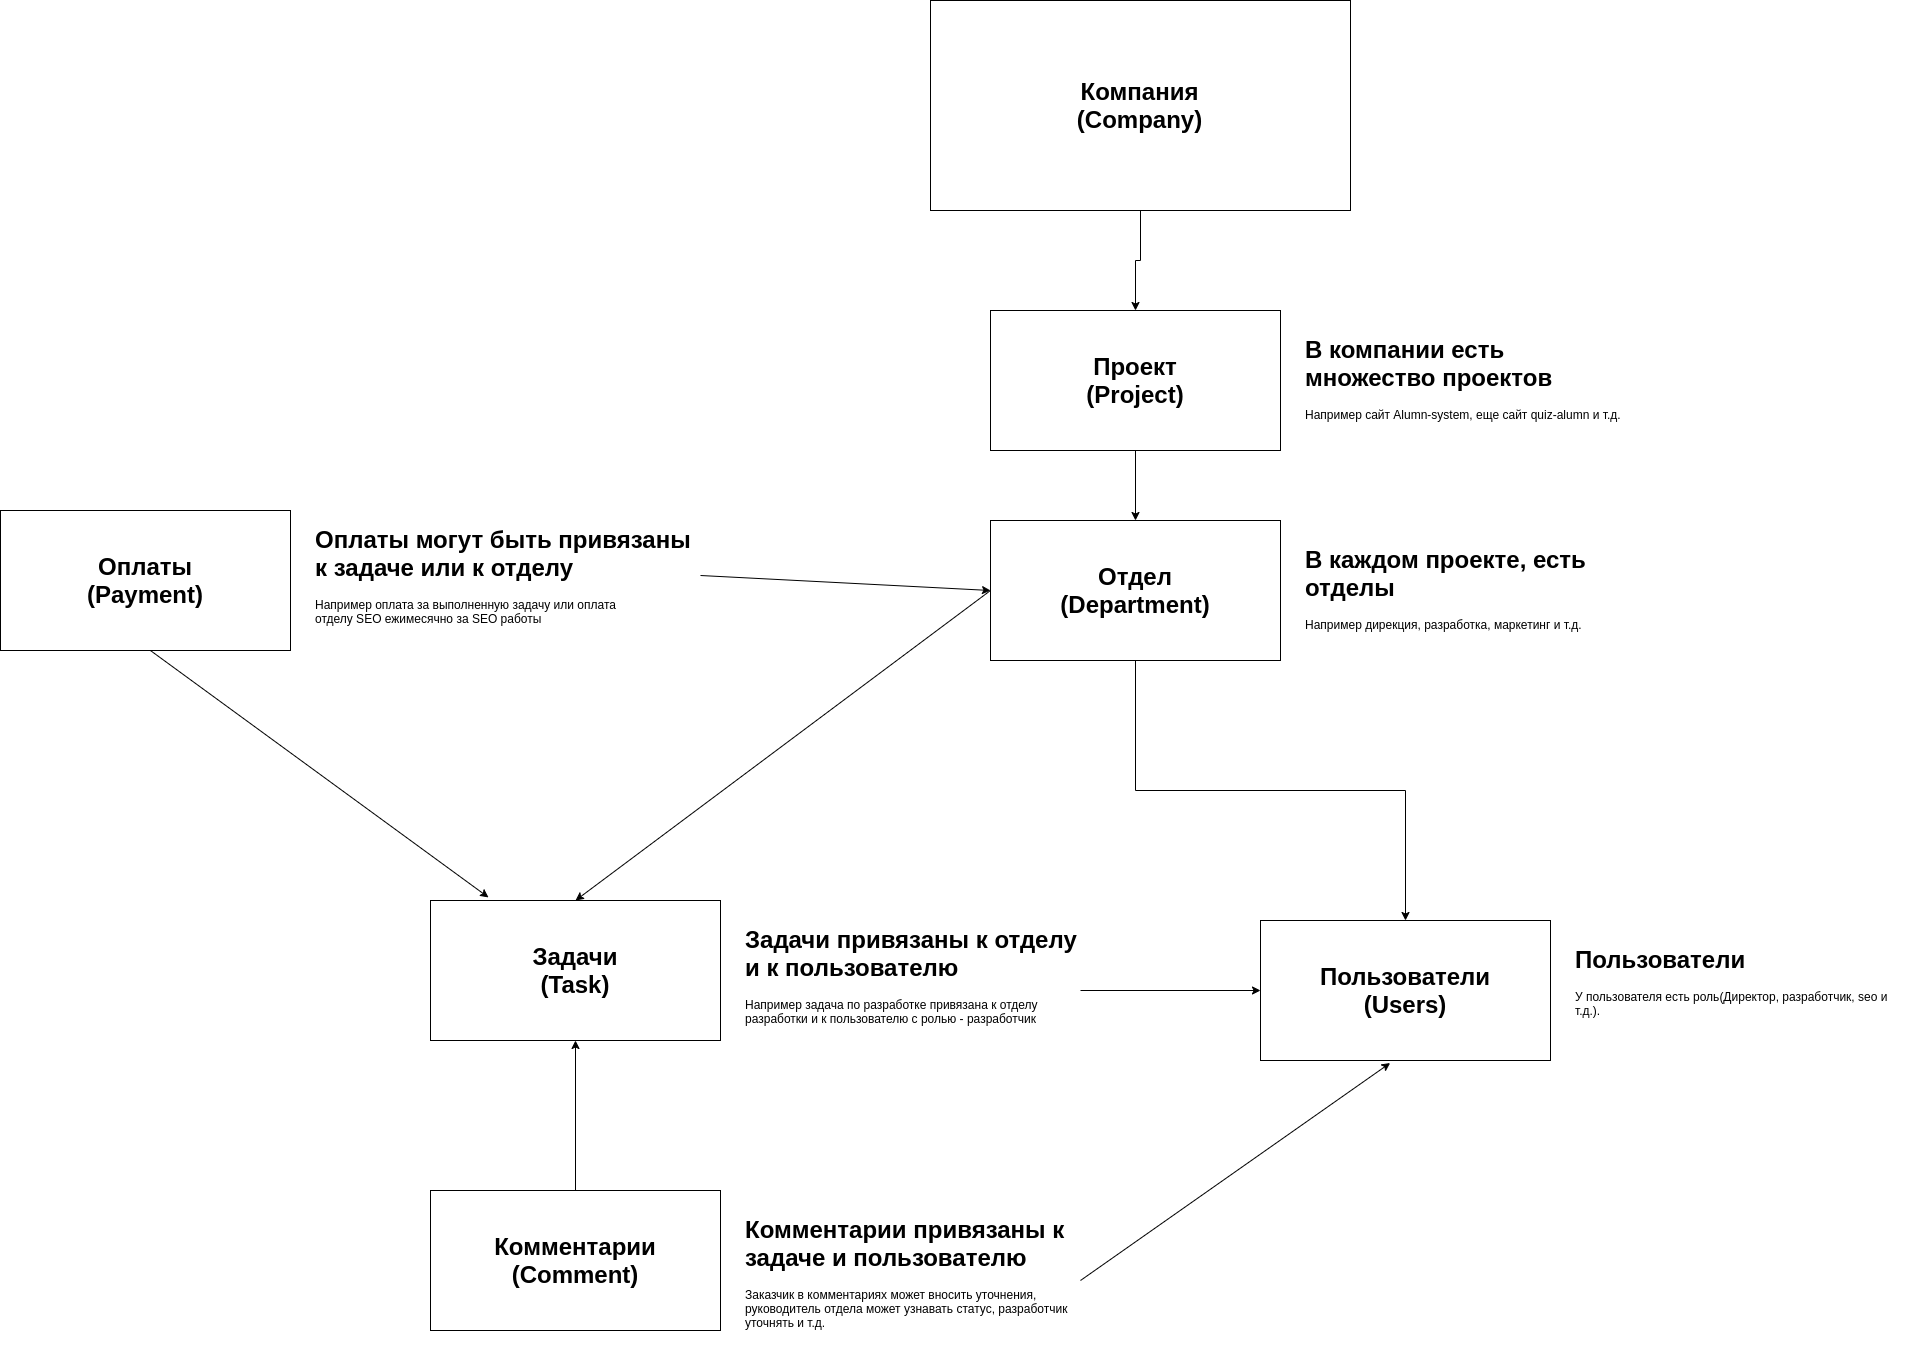 Компания
(Company)
Проект
(Project)
В компании есть
множество проектов
Например сайт Alumn-system, еще сайт quiz-alumn и т.д.
Оплаты
(Payment)
Оплаты могут быть привязаны
к задаче или к отделу
Например оплата за выполненную задачу или оплата
отделу SEO ежимесячно за SEO работы
Отдел
(Department)
В каждом проекте, есть
отделы
Например дирекция, разработка, маркетинг и т.д.
Задачи
(Task)
Задачи привязаны к отделу
и к пользователю
Например задача по разработке привязана к отделу
разработки и к пользователю с ролью - разработчик
Пользователи
(Users)
Пользователи
У пользователя есть роль(Директор, разработчик, seo и
т.д.).
Комментарии
(Comment)
Комментарии привязаны к
задаче и пользователю
Заказчик в комментариях может вносить уточнения,
руководитель отдела может узнавать статус, разработчик
уточнять и т.д.